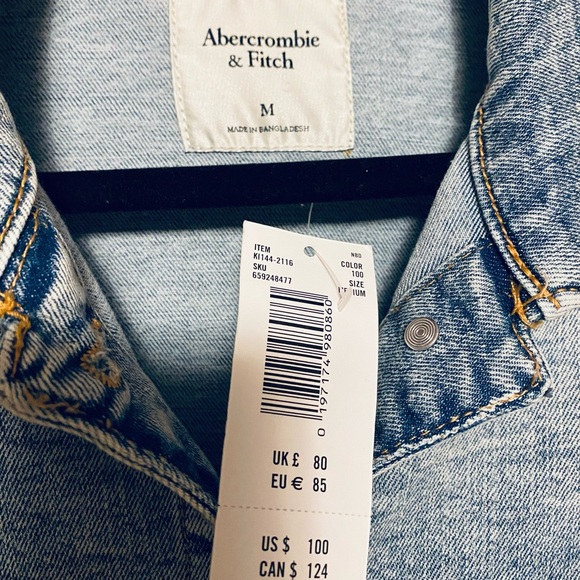 Abercrombie
& Fitch
M
MADE IN BANGLADESH
ITEM
KI144-2116
SKU
659248477
NBD
COLOR
100
SIZE
0 197174 980860
UK £ 80
EU € 85
US $ 100
CAN $ 124